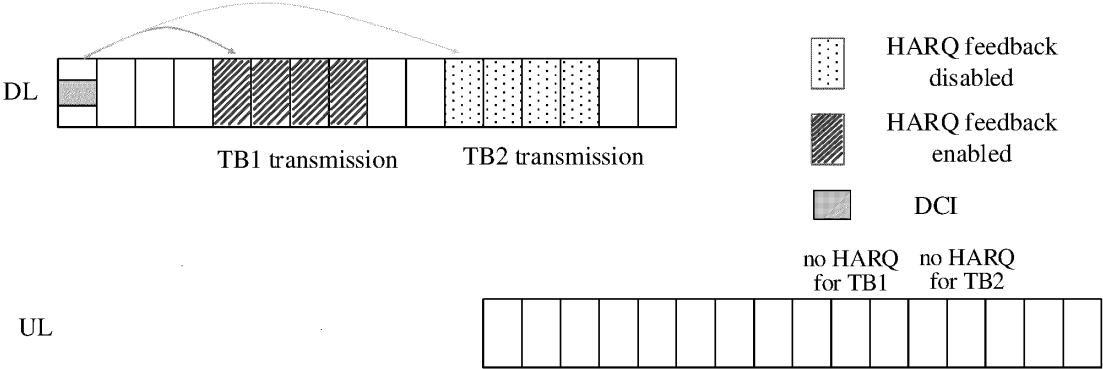 DL
TB1 transmission
TB2 transmission
HARQ feedback
disabled
HARQ feedback
enabled
DCI
no HARQ
for TB1
no HARQ
for TB2
UL